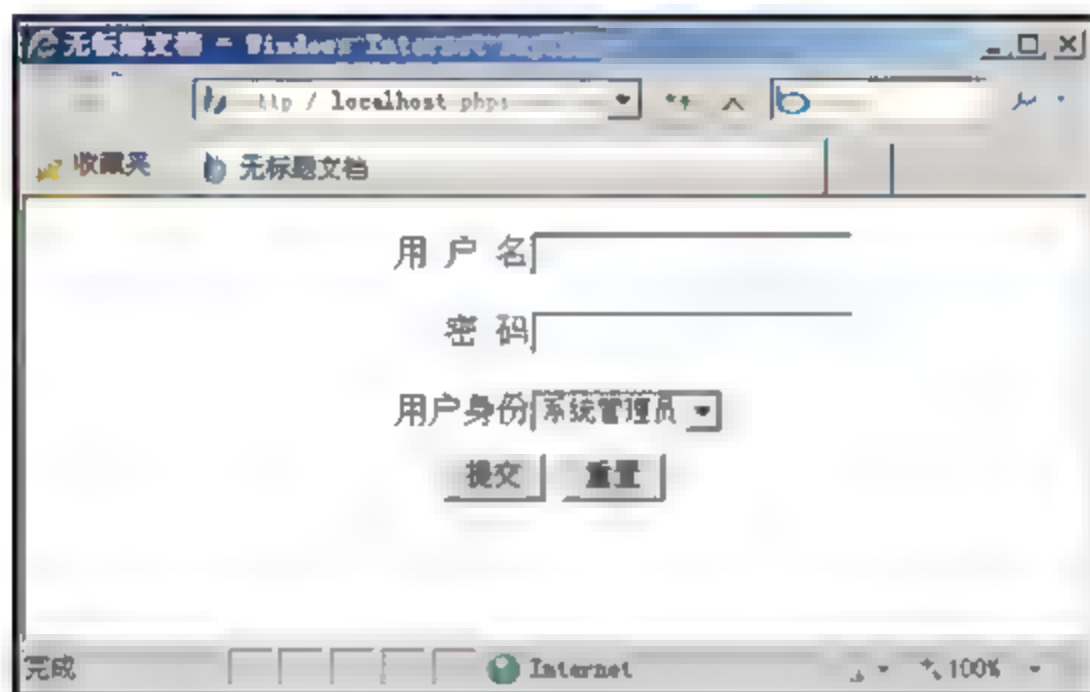 无标题文档 - Windows Internet
ttp / localhost phps
收藏夹 无标题文档
用 户 名
密 码
用户身份 系统管理员
提交 重置
完成 Internet 100%